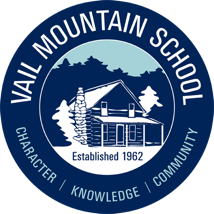 VAIL MOUNTAIN SCHOOL
Established 1962
CHARACTER | KNOWLEDGE | COMMUNITY